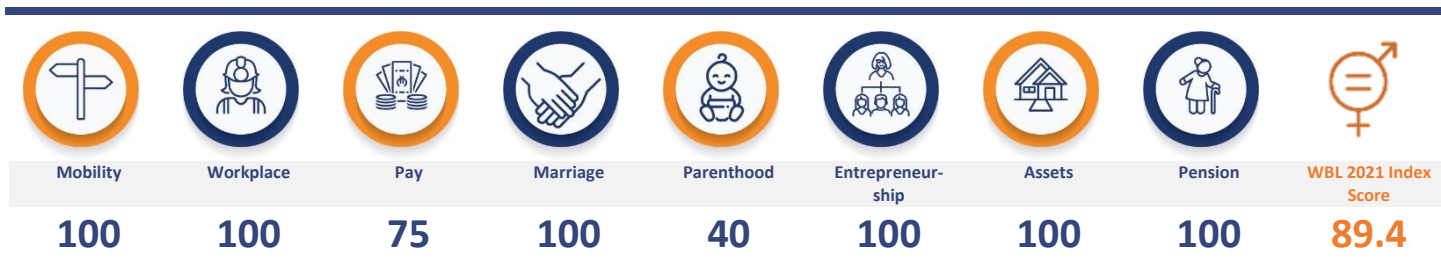 Mobility Workplace Pay Marriage Parenthood Entrepreneur- Assets Pension WBL 2021 Index
ship Score
100 100 75 100 40 100 100 100 89.4